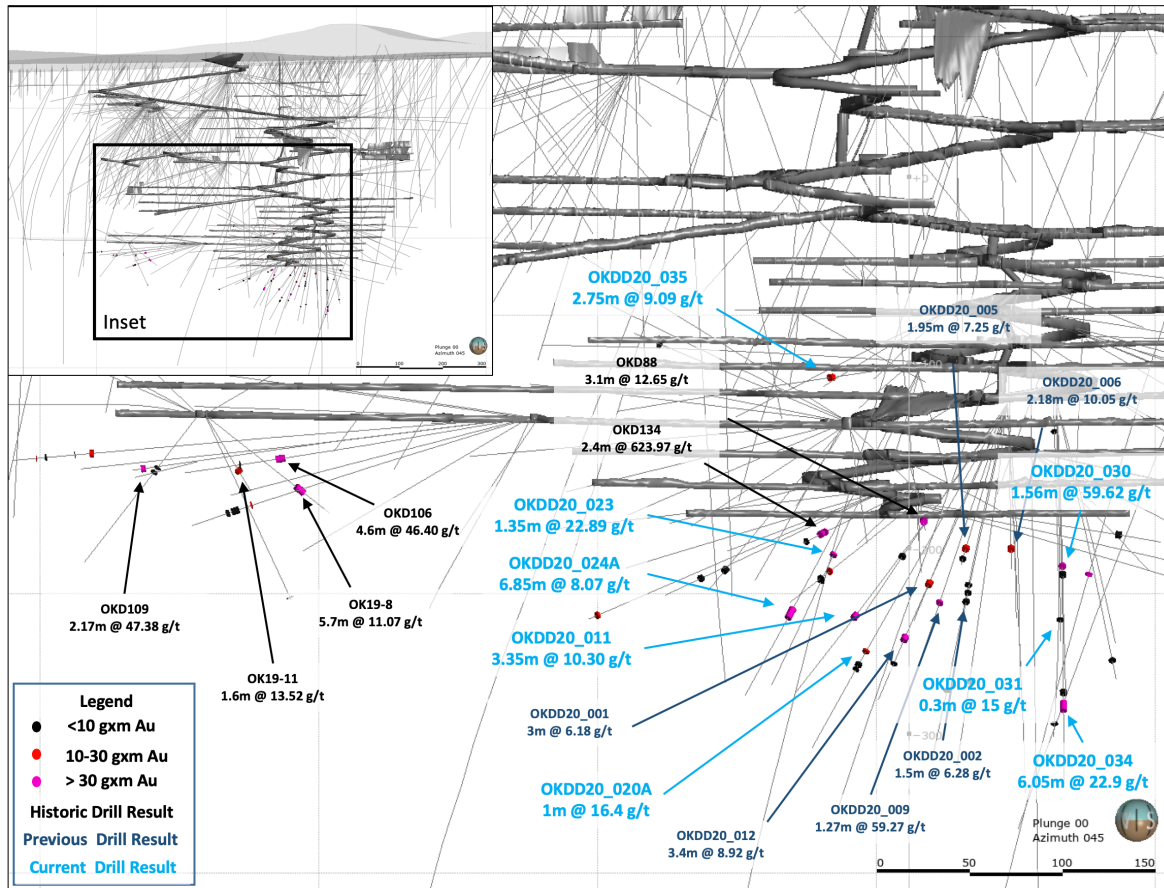 Plunge 00
Azimuth 045
0 100 200 300
Inset
+0
OKDD20_035
2.75m @ 9.09 g/t
OKDD20_005
1.95m @ 7.25 g/t
OKD88
3.1m @ 12.65 g/t
OKDD20_006
2.18m @ 10.05 g/t
OKD134
2.4m @ 623.97 g/t
OKDD20_030
1.56m @ 59.62 g/t
OKDD20_023
1.35m @ 22.89 g/t
OKD106
4.6m @ 46.40 g/t
OKDD20_024A
6.85m @ 8.07 g/t
OKD109
2.17m @ 47.38 g/t
OK19-8
5.7m @ 11.07 g/t
OKDD20_011
3.35m @ 10.30 g/t
OK19-11
1.6m @ 13.52 g/t
OKDD20_031
0.3m @ 15 g/t
OKDD20_001
3m @ 6.18 g/t
-300
OKDD20_002
1.5m @ 6.28 g/t
OKDD20_034
6.05m @ 22.9 g/t
OKDD20_020A
1m @ 16.4 g/t
OKDD20_009
1.27m @ 59.27 g/t
OKDD20_012
3.4m @ 8.92 g/t
Legend
<10 gxm Au
10-30 gxm Au
> 30 gxm Au
Historic Drill Result
Previous Drill Result
Current Drill Result
Plunge 00
Azimuth 045
0 50 100 150